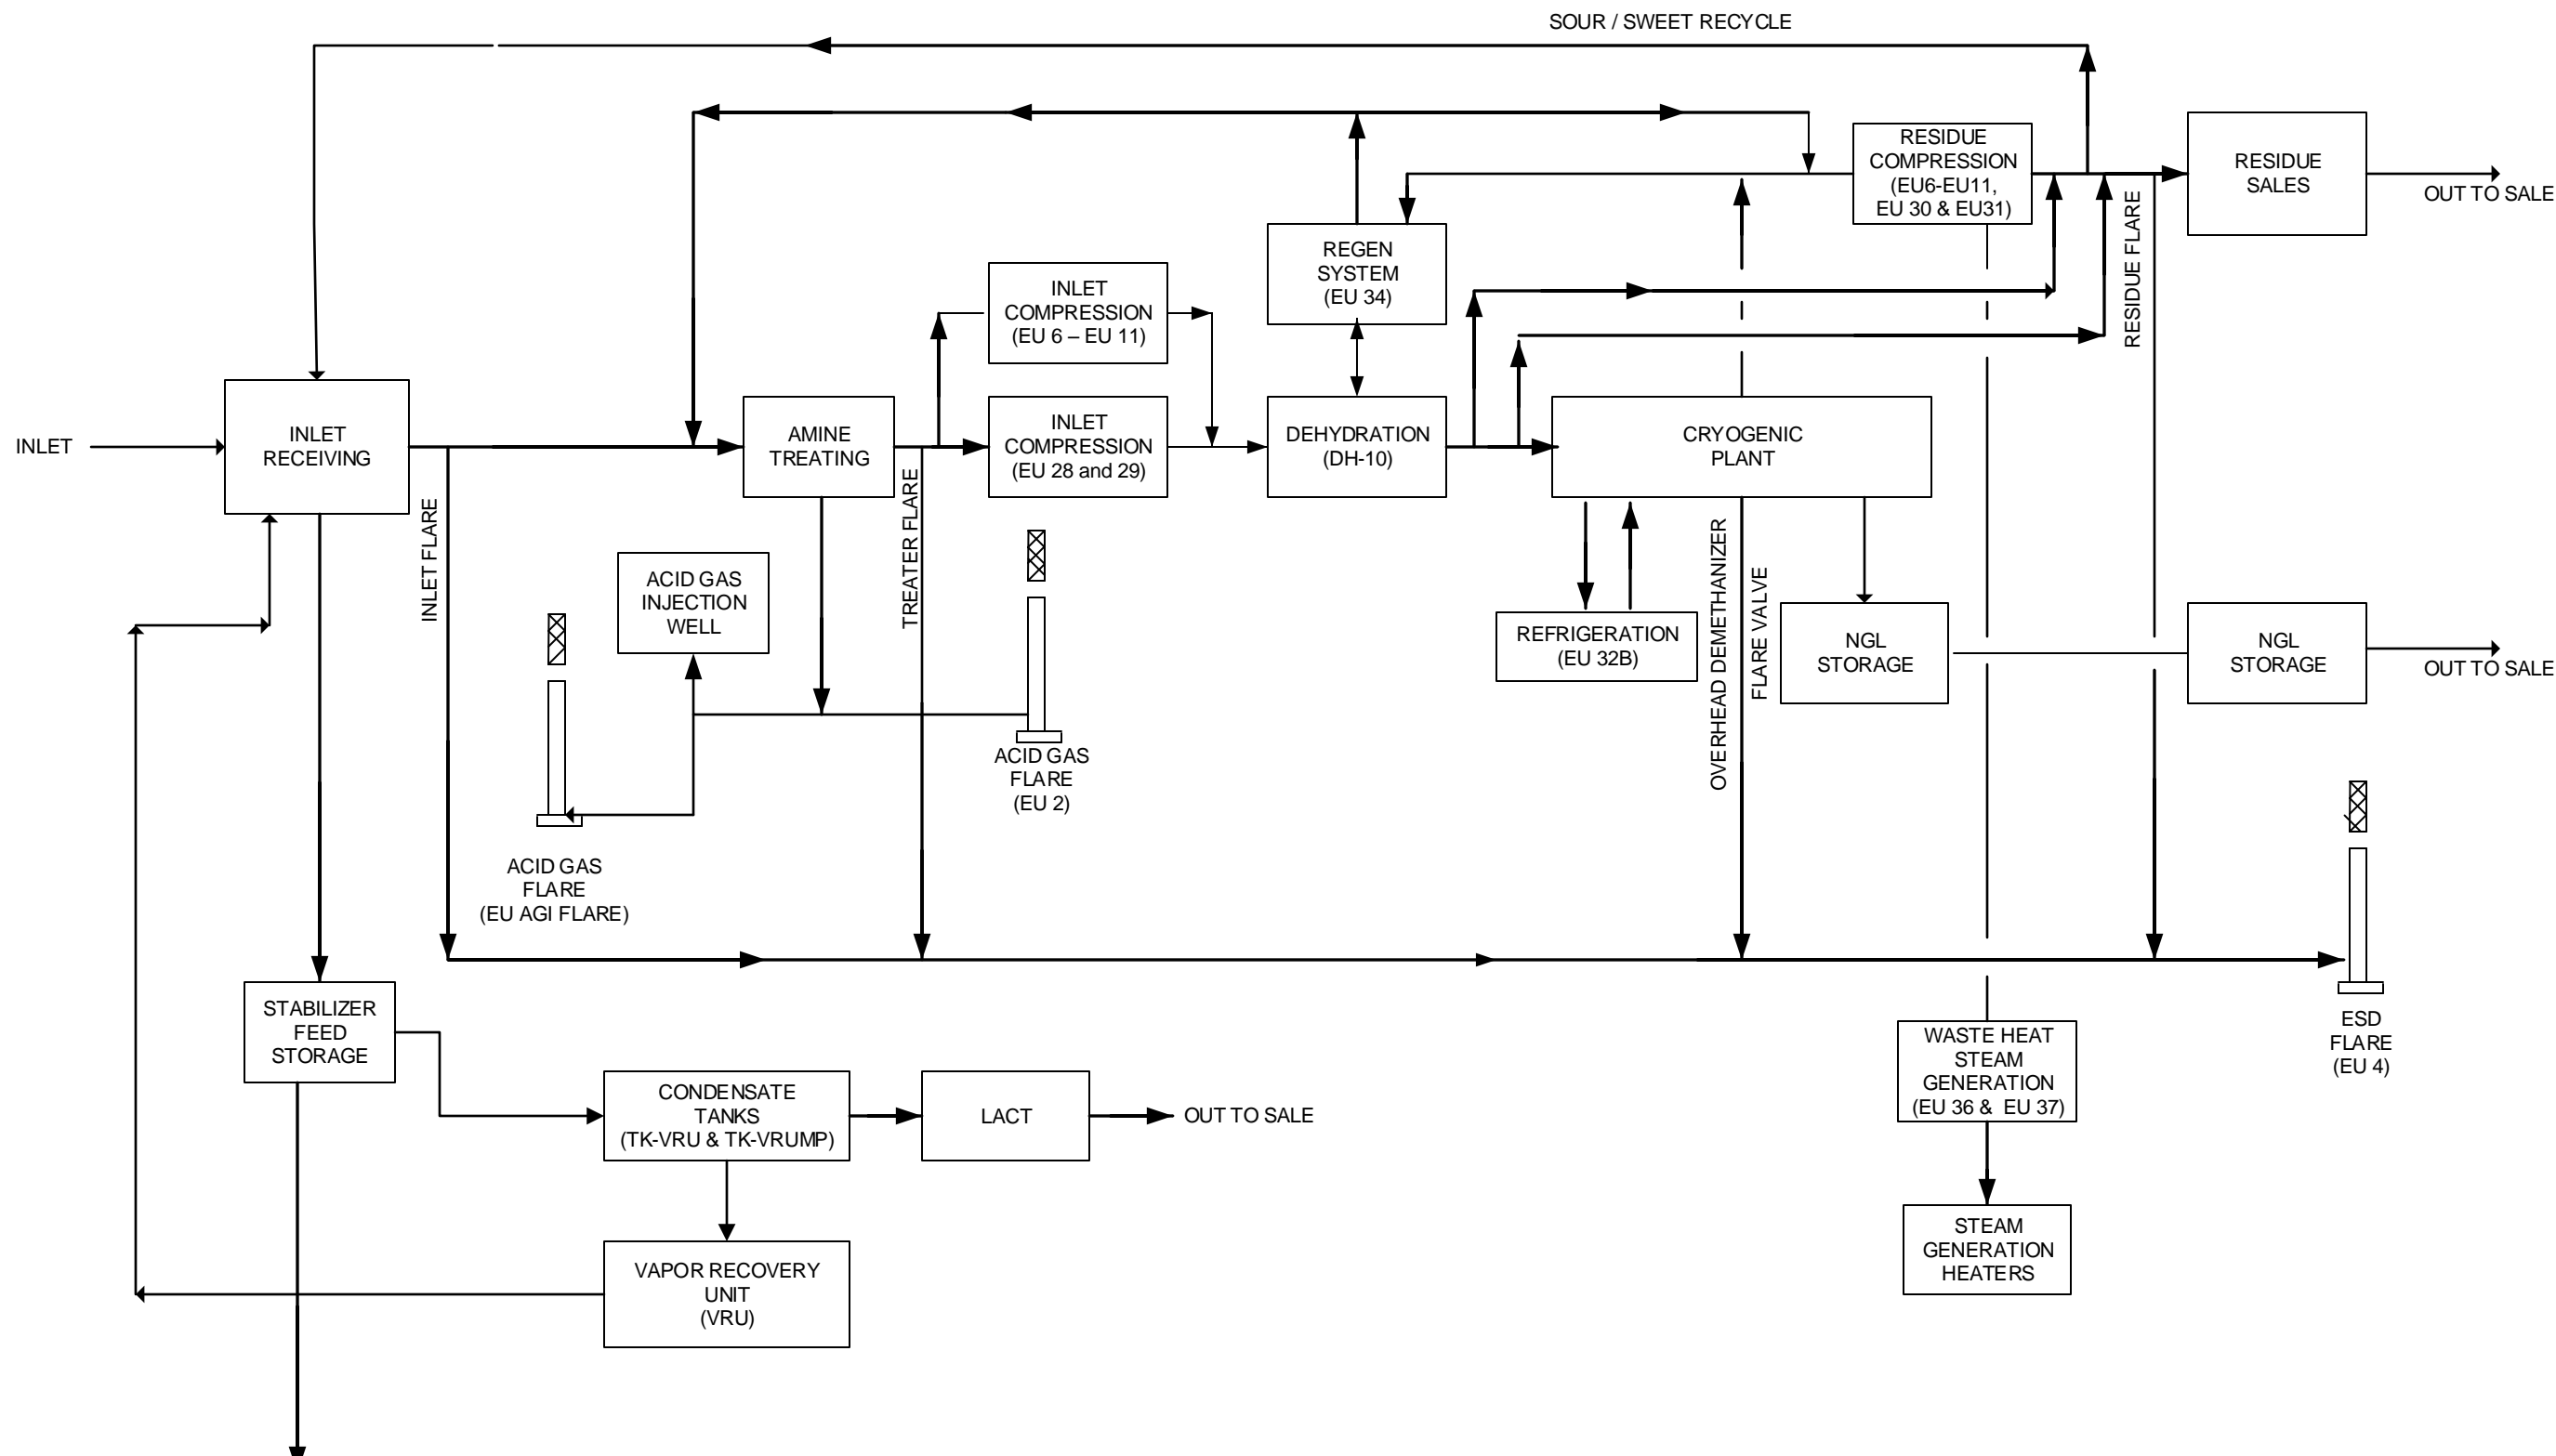 SOUR / SWEET RECYCLE
RESIDUE
COMPRESSION
(EU6-EU11,
EU 30 & EU31)
RESIDUE
SALES
OUT TO SALE
RESIDUE FLARE
REGEN
SYSTEM
(EU 34)
INLET
COMPRESSION
(EU 6 – EU 11)
INLET
INLET
RECEIVING
AMINE
TREATING
INLET
COMPRESSION
(EU 28 and 29)
DEHYDRATION
(DH-10)
CRYOGENIC
PLANT
INLET FLARE
TREATER FLARE
ACID GAS
INJECTION
WELL
REFRIGERATION
(EU 32B)
OVERHEAD DEMETHANIZER
FLARE VALVE
NGL
STORAGE
NGL
STORAGE
OUT TO SALE
ACID GAS
FLARE
(EU 2)
ACID GAS
FLARE
(EU AGI FLARE)
STABILIZER
FEED
STORAGE
WASTE HEAT
STEAM
GENERATION
(EU 36 & EU 37)
ESD
FLARE
(EU 4)
CONDENSATE
TANKS
(TK-VRU & TK-VRUMP)
LACT
OUT TO SALE
VAPOR RECOVERY
UNIT
(VRU)
STEAM
GENERATION
HEATERS